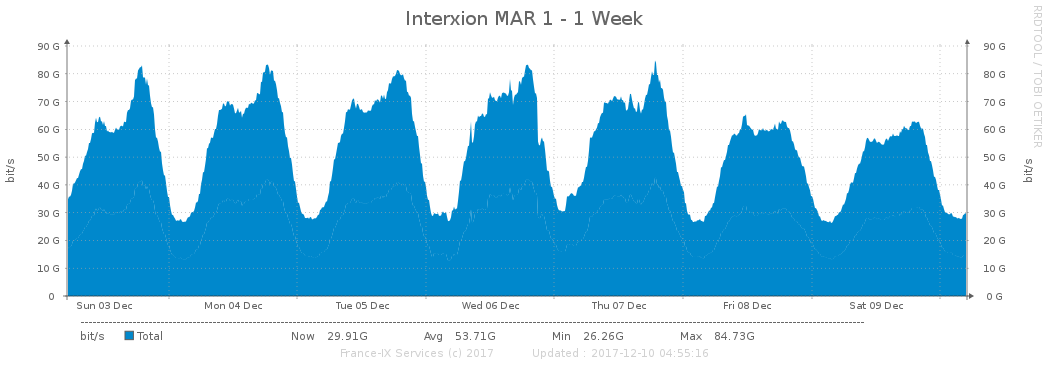 Interxion MAR 1 - 1 Week
RRDTOOL / TOBI OETIKER
90 G 90 G
80 G 80 G
70 G 70 G
60 G 60 G
50 G 50 G
40 G 40 G
30 G 30 G
20 G 20 G
10 G 10 G
0 0 G
bit/s
bit/s
Sun 03 Dec Mon 04 Dec Tue 05 Dec Wed 06 Dec Thu 07 Dec Fri 08 Dec Sat 09 Dec
bit/s Total Now 29.91G Avg 53.71G Min 26.26G Max 84.73G
France-IX Services (c) 2017 Updated : 2017-12-10 04:55:16